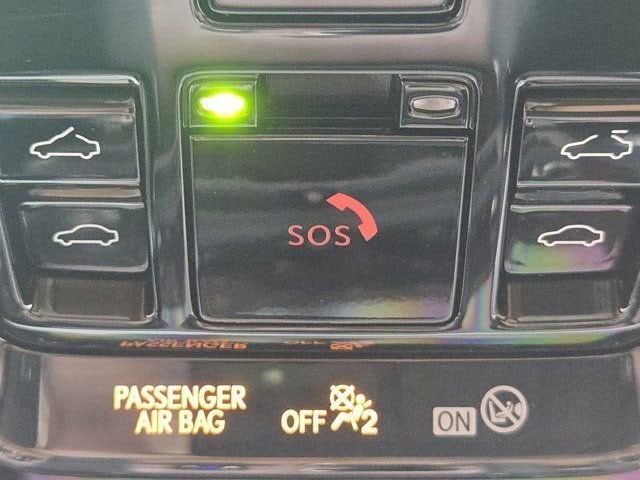 SOS
PASSENGER
AIR BAG
OFF 2
ON